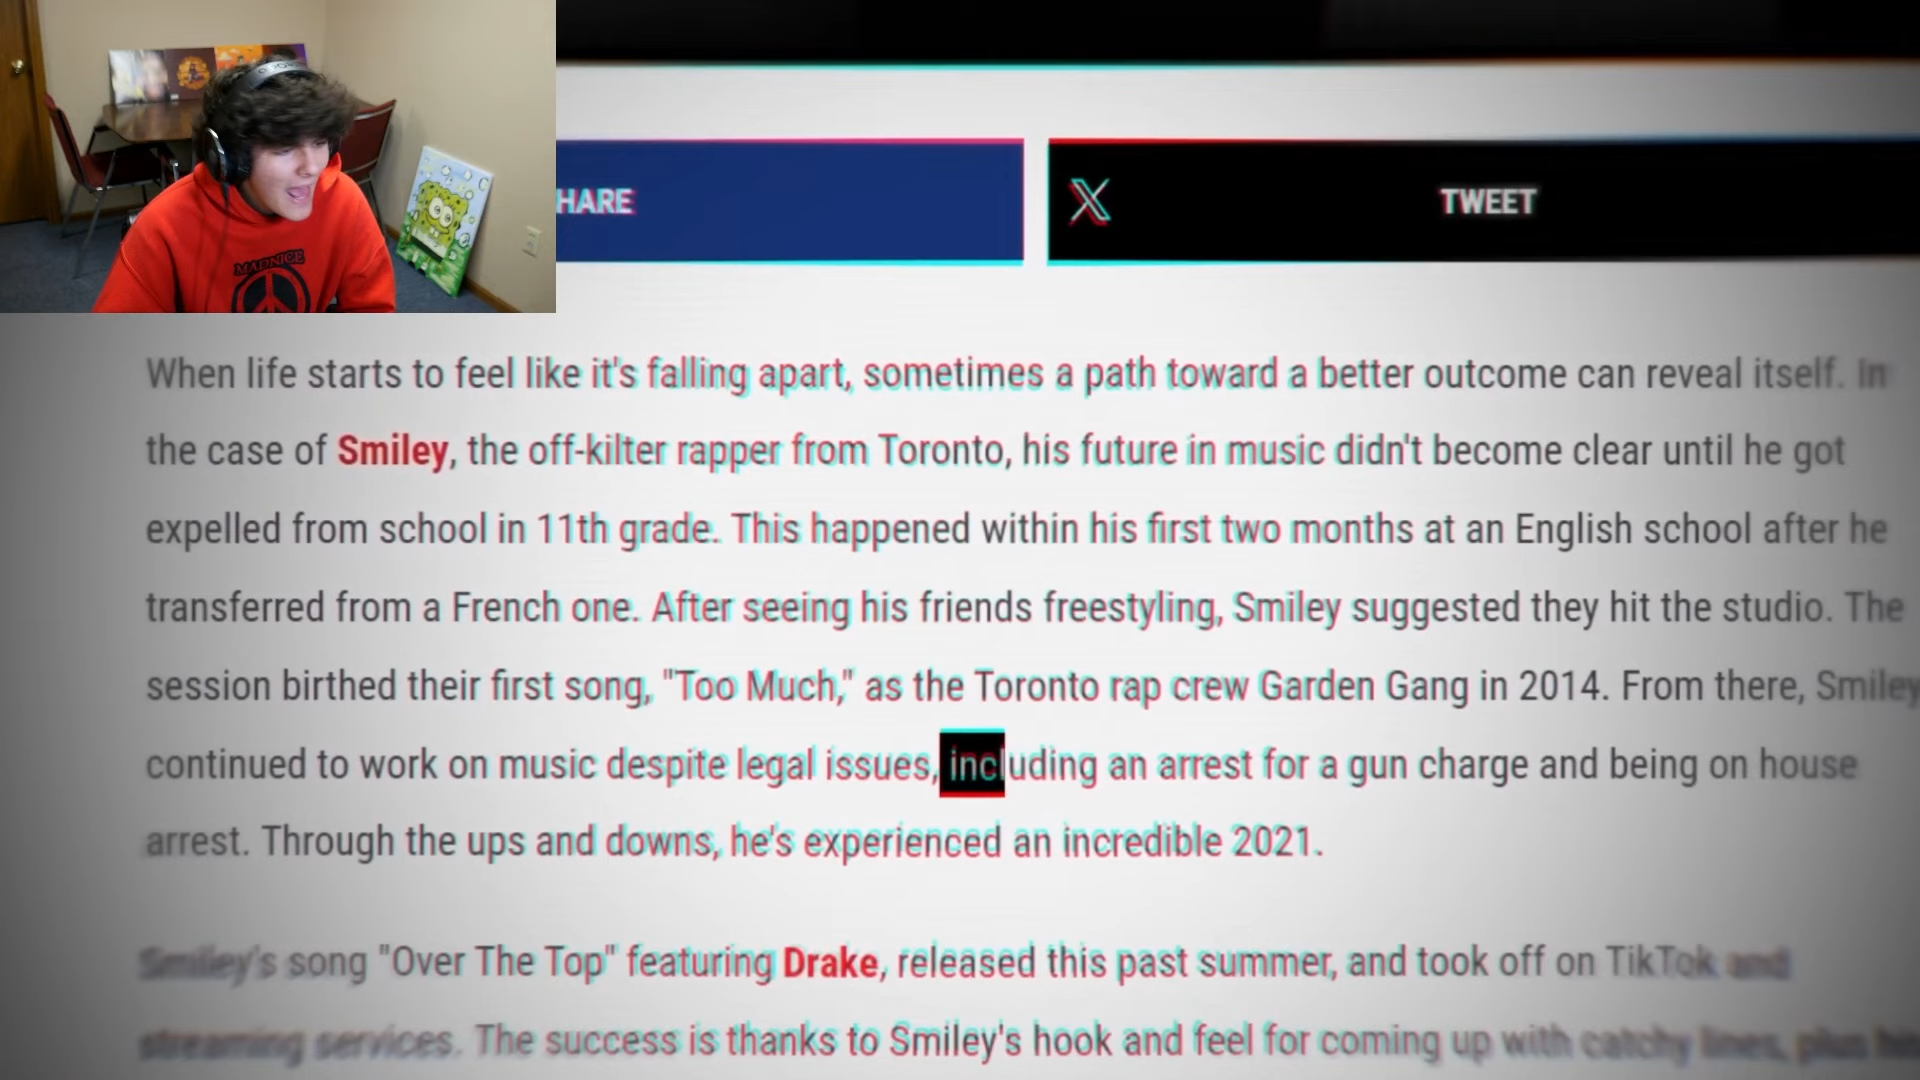 MADNICE
HARE
TWEET
When life starts to feel like it's falling apart, sometimes a path toward a better outcome can reveal itself. In
the case of Smiley, the off-kilter rapper from Toronto, his future in music didn't become clear until he got
expelled from school in 11th grade. This happened within his first two months at an English school after he
transferred from a French one. After seeing his friends freestyling, Smiley suggested they hit the studio. The
session birthed their first song, "Too Much," as the Toronto rap crew Garden Gang in 2014. From there, Smiley
continued to work on music despite legal issues, including an arrest for a gun charge and being on house
arrest. Through the ups and downs, he's experienced an incredible 2021.
Smiley's song "Over The Top" featuring Drake, released this past summer, and took off on TikTok and
streaming services. The success is thanks to Smiley's hook and feel for coming up with catchy lines, plus